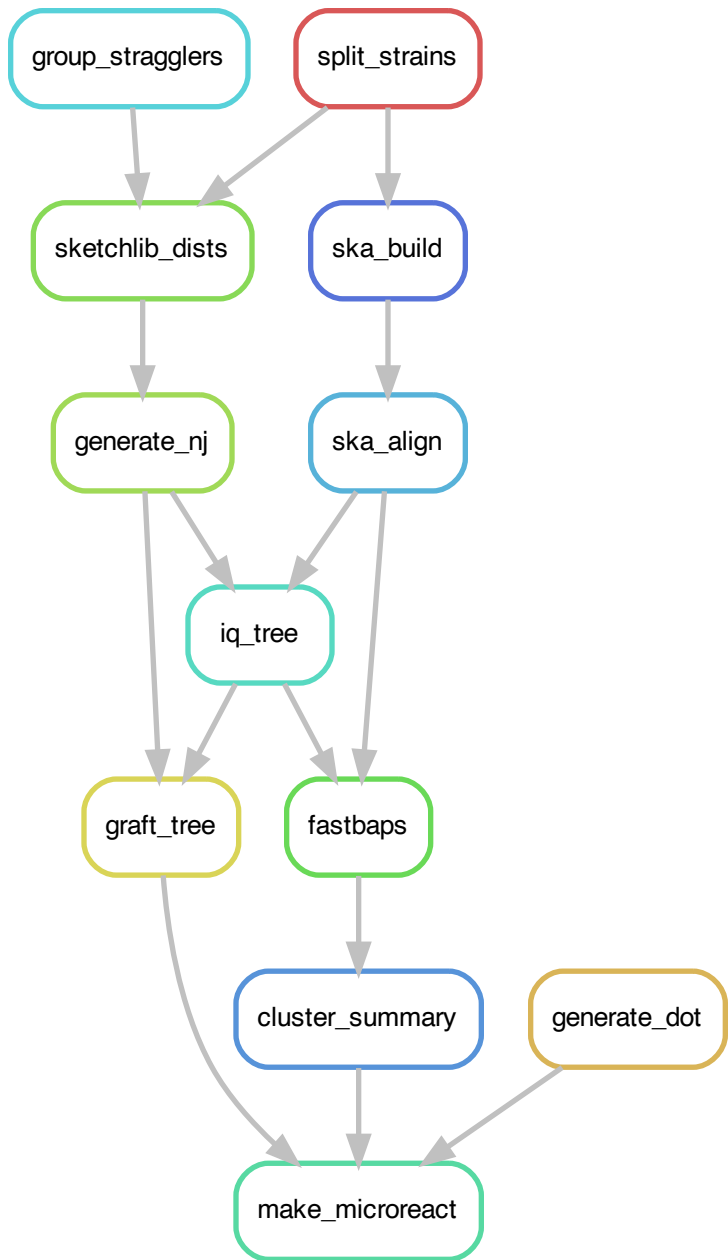 group_stragglers
split_strains
sketchlib_dists
ska_build
generate_nj
ska_align
iq_tree
graft_tree
fastbaps
cluster_summary
generate_dot
make_microreact